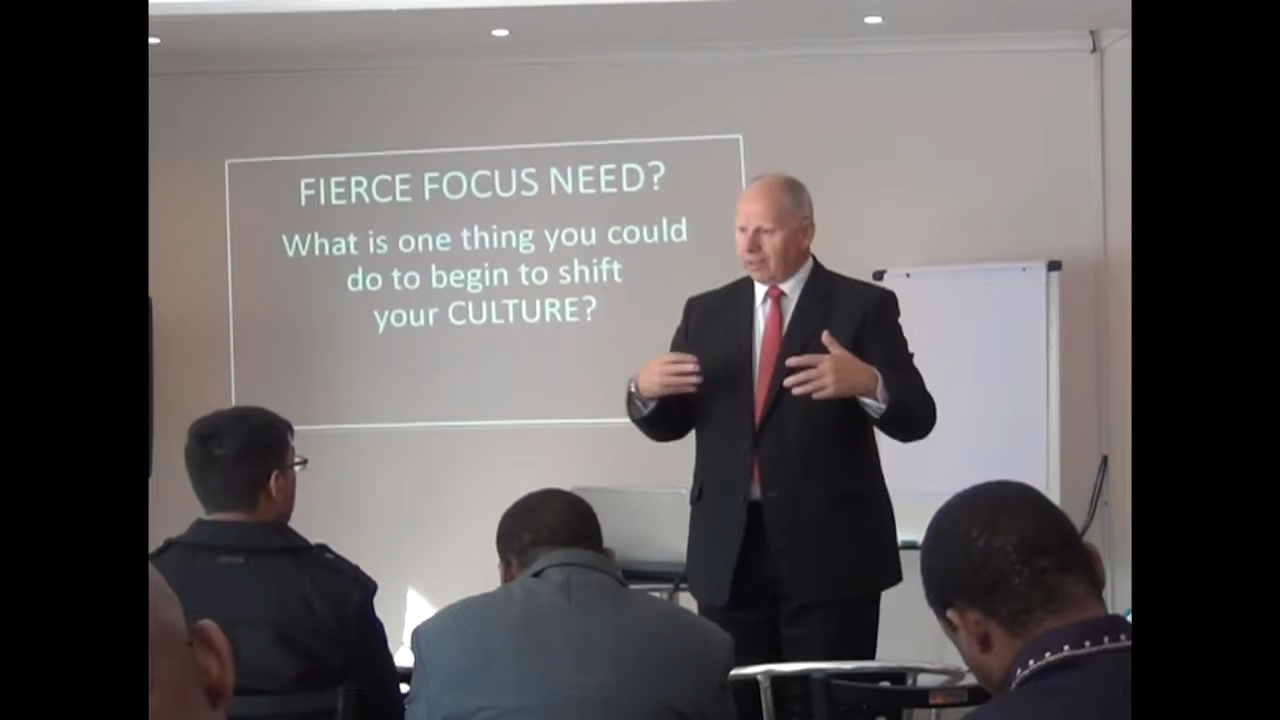 FIERCE FOCUS NEED?
What is one thing you could
do to begin to shift
your CULTURE?